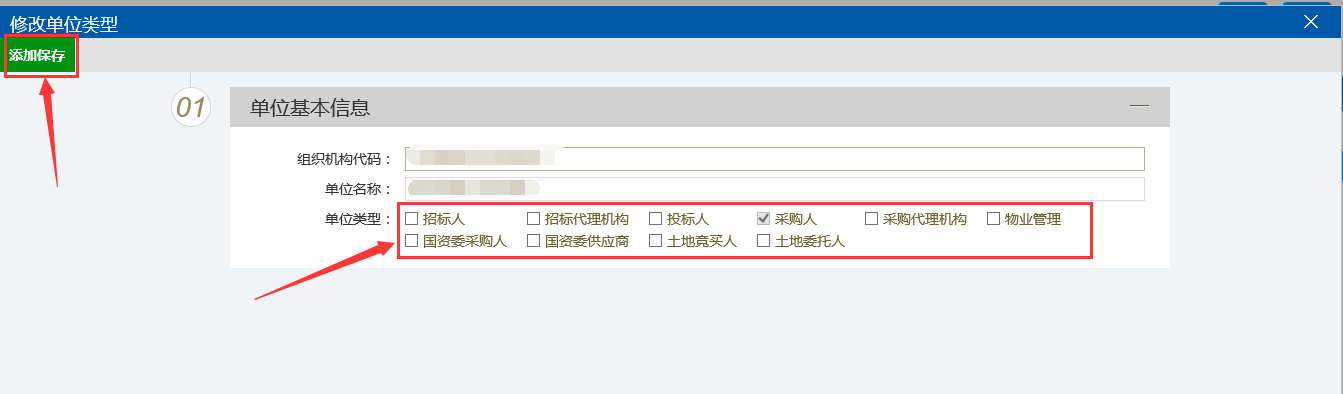 修改单位类型
添加保存
01 单位基本信息
组织机构代码：
单位名称：
单位类型： 招标人 招标代理机构 投标人 采购人 采购代理机构 物业管理
国资委采购人 国资委供应商 土地竞买人 土地委托人